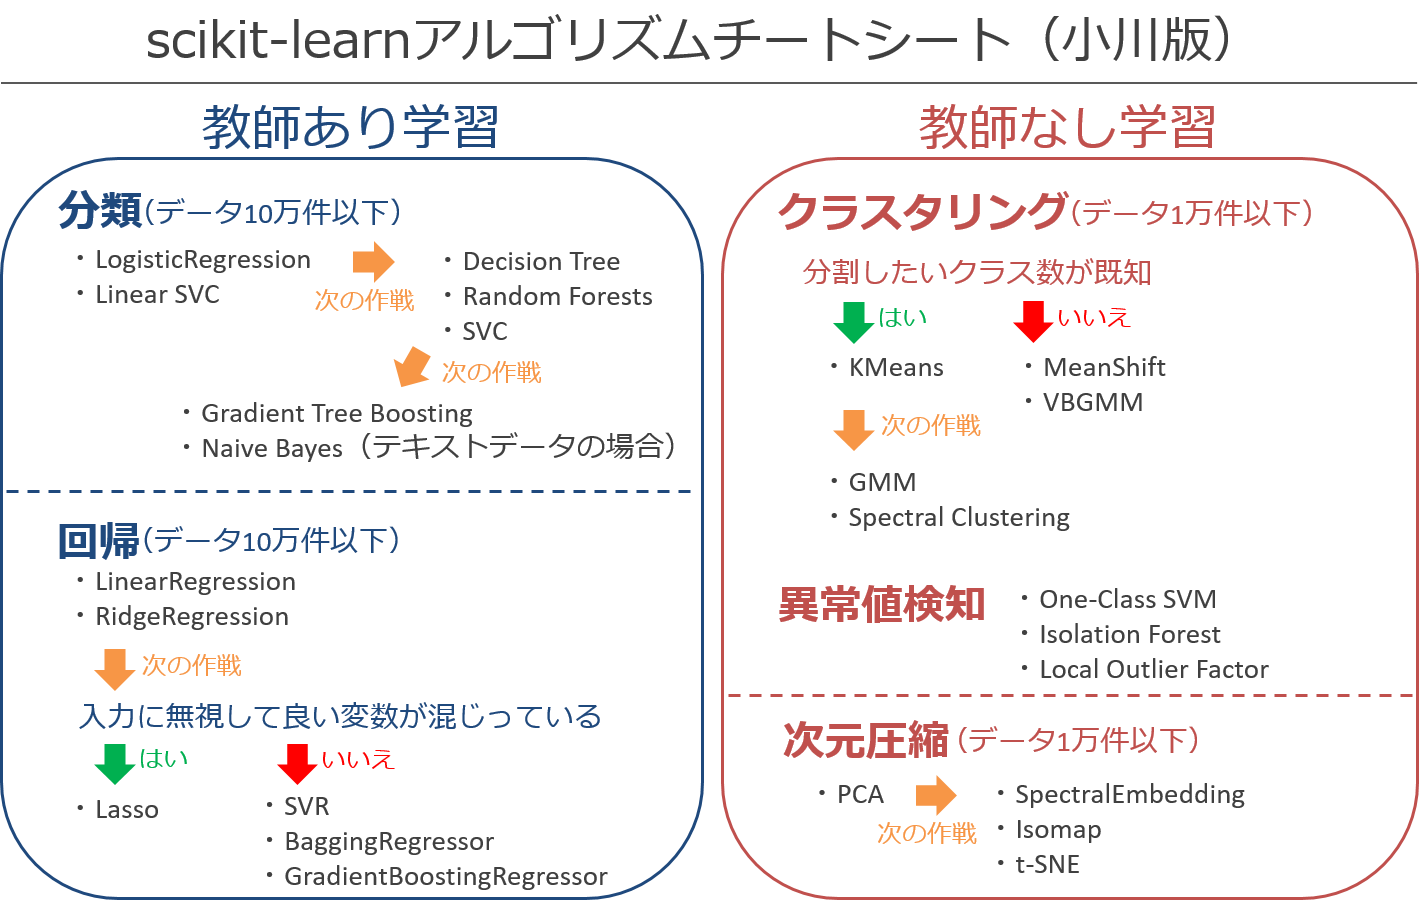 scikit-learnアルゴリズムチートシート（小川版）
教師あり学習
分類（データ10万件以下）
・LogisticRegression
・Linear SVC
次の作戦
・Decision Tree
・Random Forests
・SVC
次の作戦
・Gradient Tree Boosting
・Naive Bayes（テキストデータの場合）
回帰（データ10万件以下）
・LinearRegression
・RidgeRegression
次の作戦
入力に無視して良い変数が混じっている
はい
いいえ
・Lasso
・SVR
・BaggingRegressor
・GradientBoostingRegressor
教師なし学習
クラスタリング（データ1万件以下）
分割したいクラス数が既知
はい
いいえ
・KMeans
・MeanShift
・VBGMM
次の作戦
・GMM
・Spectral Clustering
異常値検知
・One-Class SVM
・Isolation Forest
・Local Outlier Factor
次元圧縮（データ1万件以下）
・PCA
次の作戦
・SpectralEmbedding
・Isomap
・t-SNE